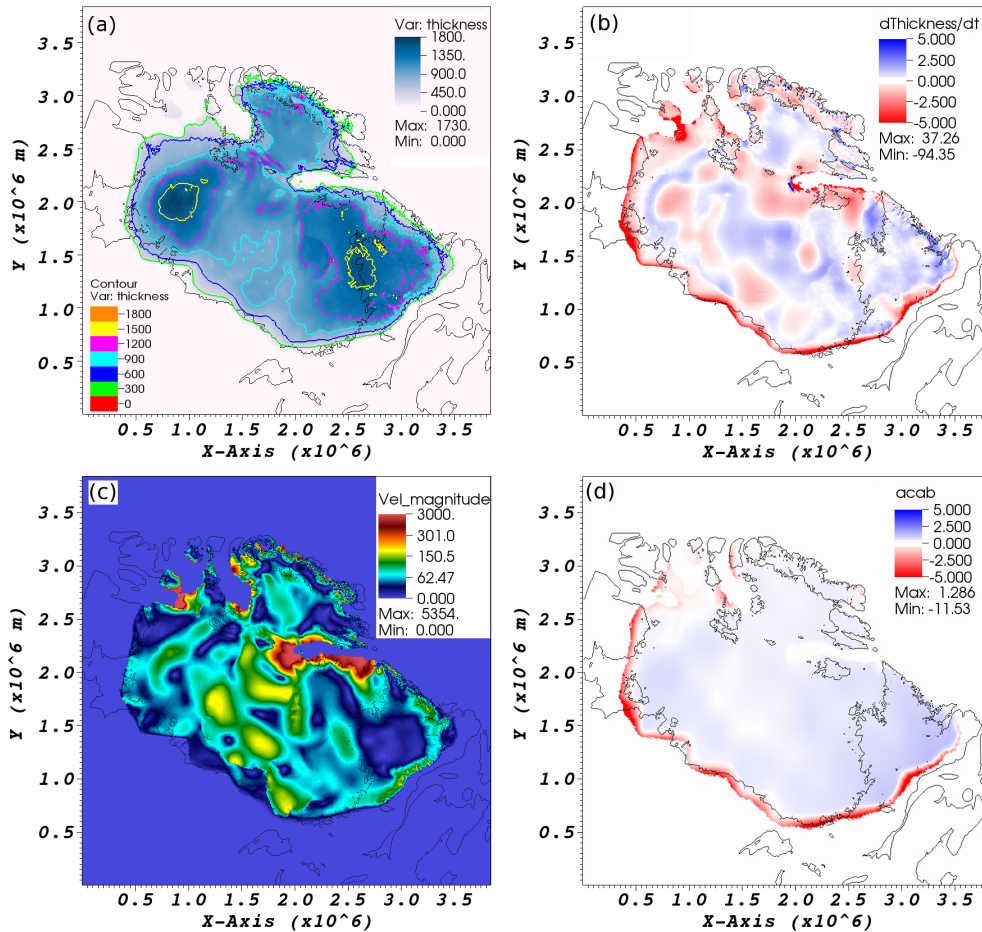 (a)
Var: thickness
1800.
1350.
900.0
450.0
0.000
Max: 1730.
Min: 0.000
Contour
Var: thickness
1800
1500
1200
900
600
300
0
3.5
3.0
2.5
2.0
1.5
1.0
0.5
Y (x10^6 m)
0.5 1.0 1.5 2.0 2.5 3.0 3.5
X-Axis (x10^6)
(b)
dThickness/dt
5.000
2.500
0.000
-2.500
-5.000
Max: 37.26
Min: -94.35
3.5
3.0
2.5
2.0
1.5
1.0
0.5
Y (x10^6 m)
0.5 1.0 1.5 2.0 2.5 3.0 3.5
X-Axis (x10^6)
(c)
Vel_magnitude
3000.
301.0
150.5
62.47
0.000
Max: 5354.
Min: 0.000
3.5
3.0
2.5
2.0
1.5
1.0
0.5
Y (x10^6 m)
0.5 1.0 1.5 2.0 2.5 3.0 3.5
X-Axis (x10^6)
(d)
acab
5.000
2.500
0.000
-2.500
-5.000
Max: 1.286
Min: -11.53
3.5
3.0
2.5
2.0
1.5
1.0
0.5
Y (x10^6 m)
0.5 1.0 1.5 2.0 2.5 3.0 3.5
X-Axis (x10^6)